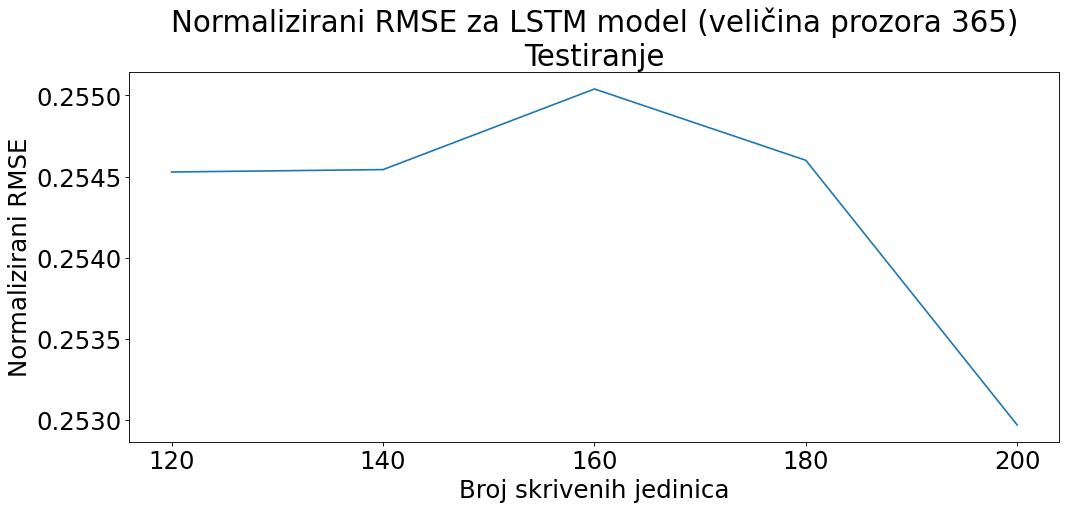 Normalizirani RMSE za LSTM model (veličina prozora 365)
Testiranje
Normalizirani RMSE
0.2550
0.2545
0.2540
0.2535
0.2530
120 140 160 180 200
Broj skrivenih jedinica